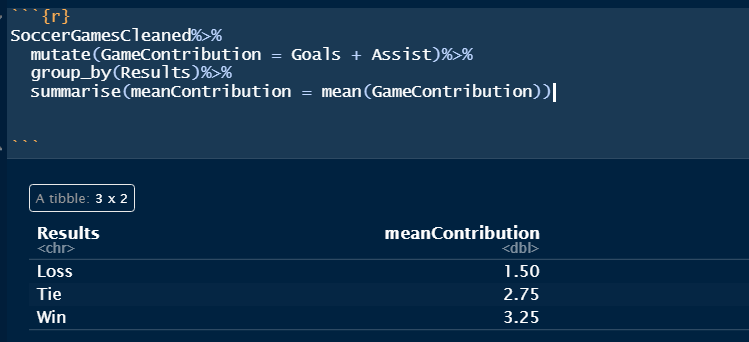 ```{r}
SoccerGamesCleaned%>%
  mutate(GameContribution = Goals + Assist)%>%
  group_by(Results)%>%
  summarise(meanContribution = mean(GameContribution))
```
A tibble: 3 x 2
Results meanContribution
<chr> <dbl>
Loss 1.50
Tie 2.75
Win 3.25